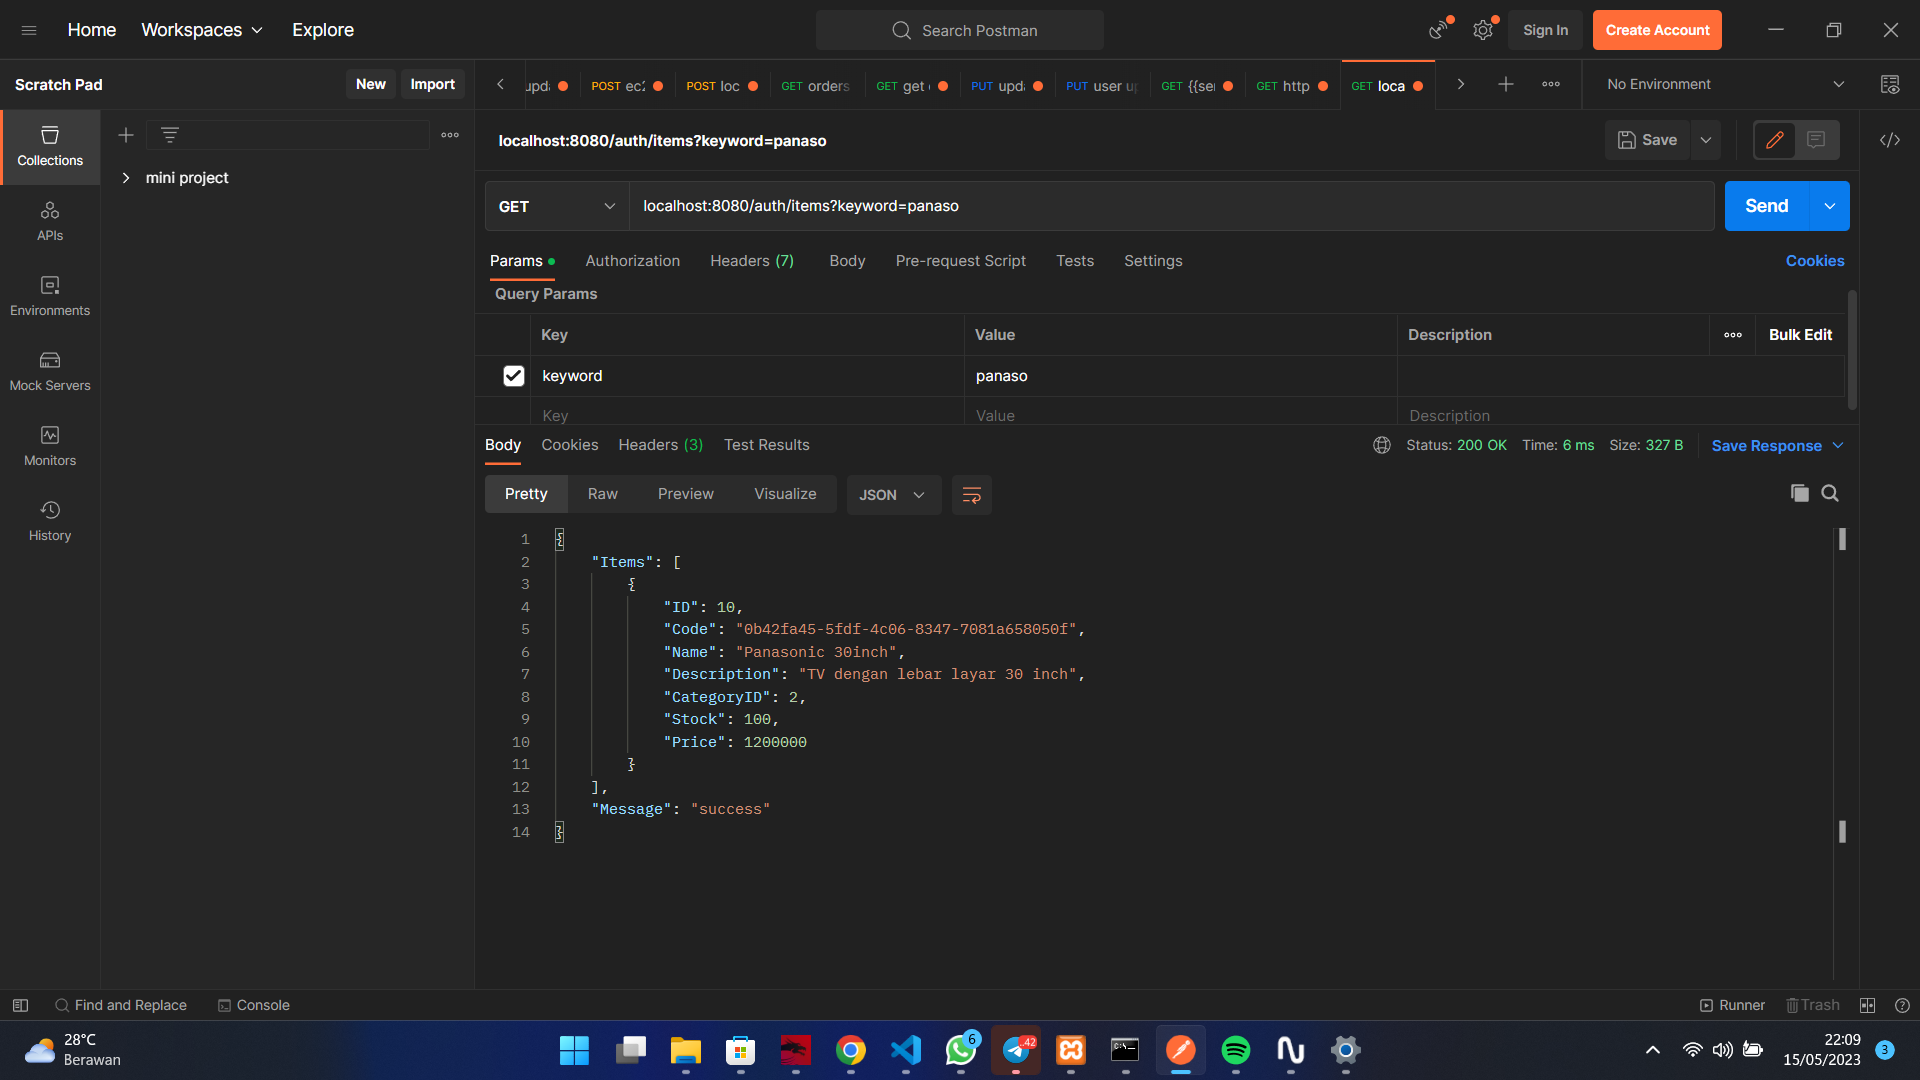 Home Workspaces Explore
Search Postman
Sign In Create Account
Scratch Pad New Import
upda POST ec2 POST loc GET orders GET get PUT upd PUT user up GET {{se GET http GET loca
No Environment
Collections
mini project
APIs
Environments
Mock Servers
Monitors
History
localhost:8080/auth/items?keyword=panaso
Save
GET localhost:8080/auth/items?keyword=panaso Send
Params Authorization Headers (7) Body Pre-request Script Tests Settings Cookies
Query Params
Key Value Description Bulk Edit
keyword panaso
Key Value Description
Body Cookies Headers (3) Test Results Status: 200 OK Time: 6 ms Size: 327 B Save Response
Pretty Raw Preview Visualize JSON
1 {
2 "Items": [
3 {
4 "ID": 10,
5 "Code": "0b42fa45-5fdf-4c06-8347-7081a658050f",
6 "Name": "Panasonic 30inch",
7 "Description": "TV dengan lebar layar 30 inch",
8 "CategoryID": 2,
9 "Stock": 100,
10 "Price": 1200000
11 }
12 ],
13 "Message": "success"
14 }
Find and Replace Console Runner Trash
28°C
Berawan
6
42
22:09
15/05/2023
3